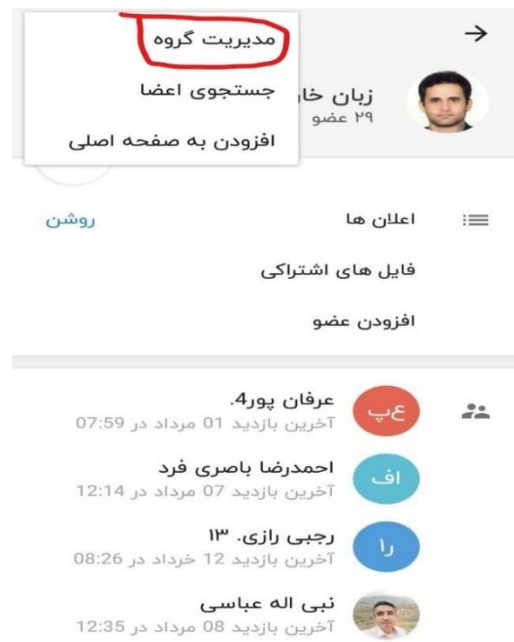 مدیریت گروه
جستجوی اعضا
افزودن به صفحه اصلی
زبان
۲۹ عضو
اعلان ها
روشن
فایل های اشتراکی
افزودن عضو
عپ
عرفان پور4.
آخرین بازدید 01 مرداد در 07:59
اف
احمدرضا باصری فرد
آخرین بازدید 07 مرداد در 12:14
را
رجبی رازی. ۱۳
آخرین بازدید 12 خرداد در 08:26
نبی اله عباسی
آخرین بازدید 08 مرداد در 12:35